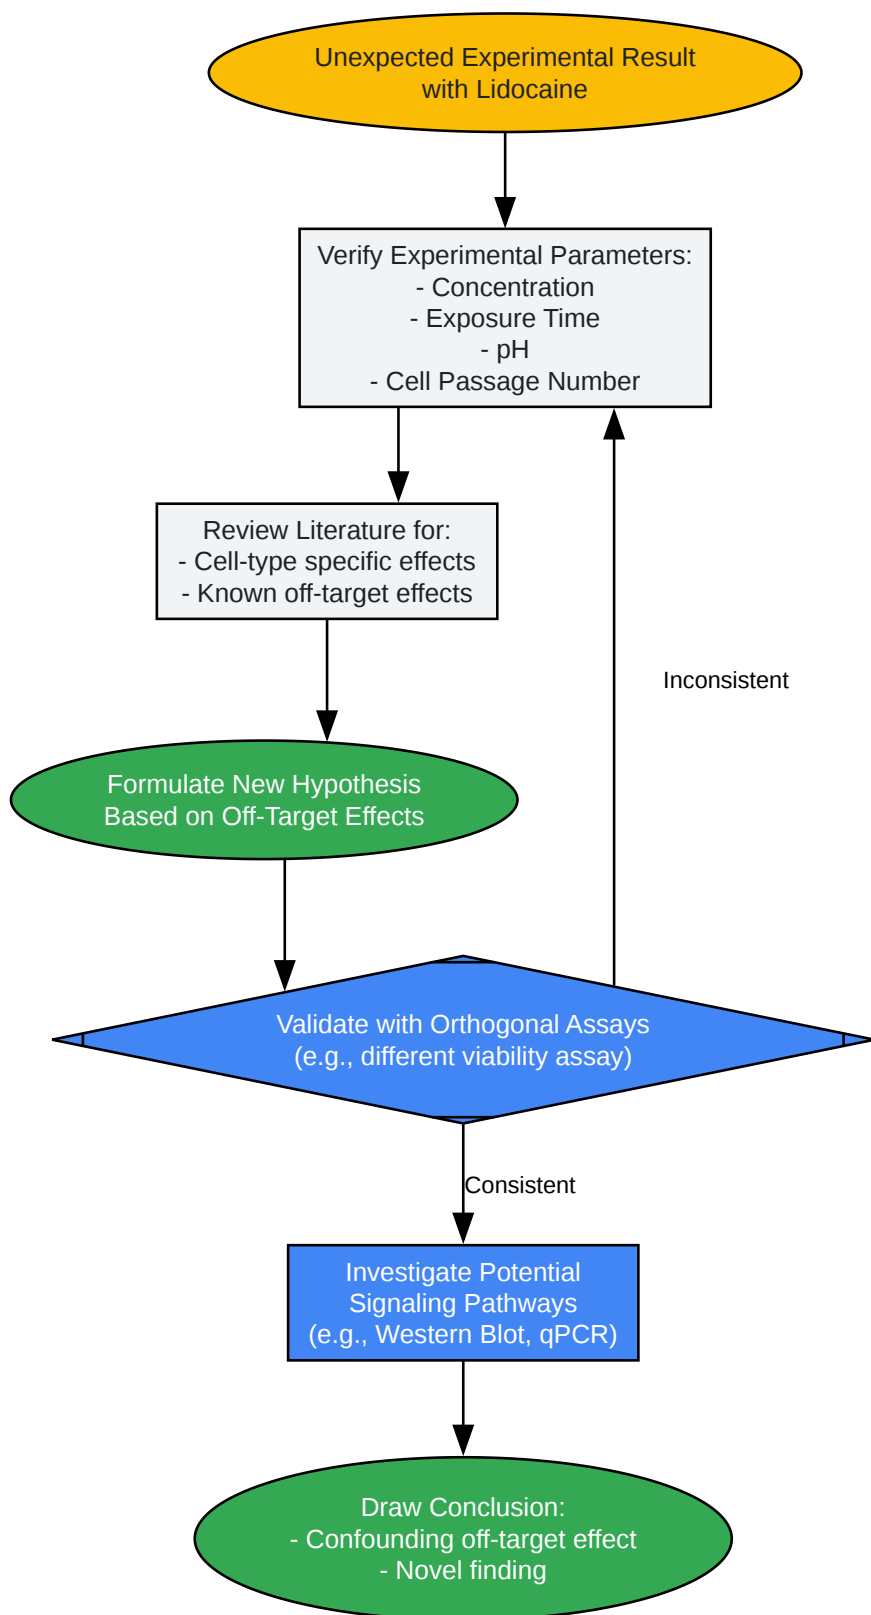 Unexpected Experimental Result
with Lidocaine
Verify Experimental Parameters:
- Concentration
- Exposure Time
- pH
- Cell Passage Number
Review Literature for:
- Cell-type specific effects
- Known off-target effects
Inconsistent
Formulate New Hypothesis
Based on Off-Target Effects
Validate with Orthogonal Assays
(e.g., different viability assay)
Consistent
Investigate Potential
Signaling Pathways
(e.g., Western Blot, qPCR)
Draw Conclusion:
- Confounding off-target effect
- Novel finding